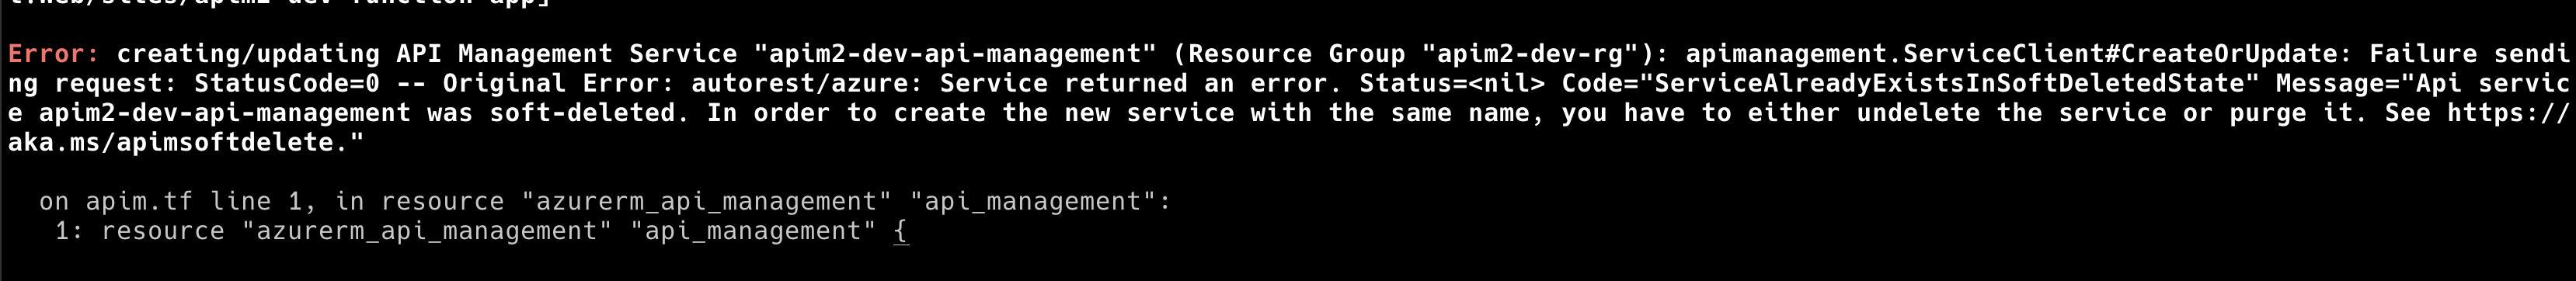 Error: creating/updating API Management Service "apim2-dev-api-management" (Resource Group "apim2-dev-rg"): apimanagement.ServiceClient#CreateOrUpdate: Failure sendi
ng request: StatusCode=0 -- Original Error: autorest/azure: Service returned an error. Status=<nil> Code="ServiceAlreadyExistsInSoftDeletedState" Message="Api servic
e apim2-dev-api-management was soft-deleted. In order to create the new service with the same name, you have to either undelete the service or purge it. See https://
aka.ms/apimsoftdelete."
on apim.tf line 1, in resource "azurerm_api_management" "api_management":
1: resource "azurerm_api_management" "api_management" {